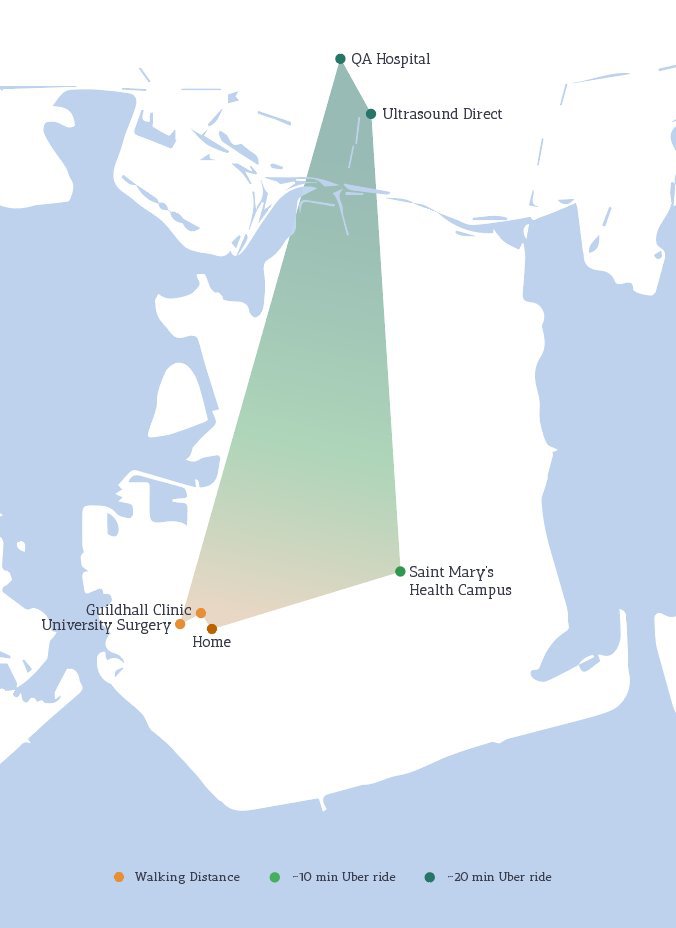 QA Hospital
Ultrasound Direct
Saint Mary's
Health Campus
Guildhall Clinic
University Surgery
Home
Walking Distance
~10 min Uber ride
~20 min Uber ride